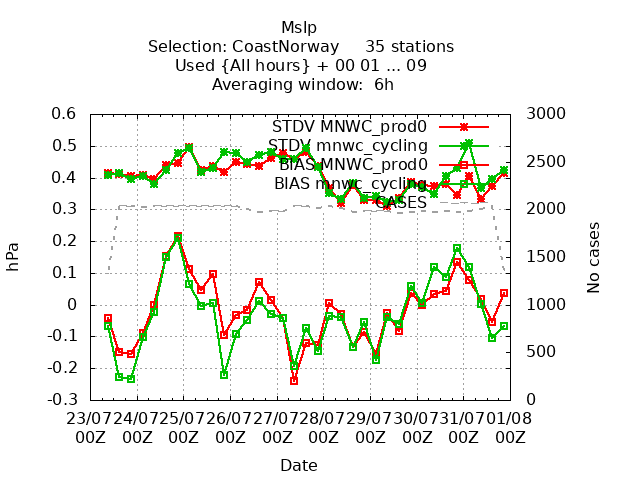 Mslp
Selection: CoastNorway 35 stations
Used {All hours} + 00 01 ... 09
Averaging window: 6h
0.6 3000
STDV MNWC_prod0
0.5 2500
STDV mnwc_cycling
BIAS MNWC_prod0
0.4
BIAS mnwc_cycling
CASES
0.3 2000
0.2 1500
0.1
0 1000
-0.1
-0.2 500
-0.3 0
hPa
No cases
23/07 24/07 25/07 26/07 27/07 28/07 29/07 30/07 31/07 01/08
00Z 00Z 00Z 00Z 00Z 00Z 00Z 00Z 00Z 00Z
Date